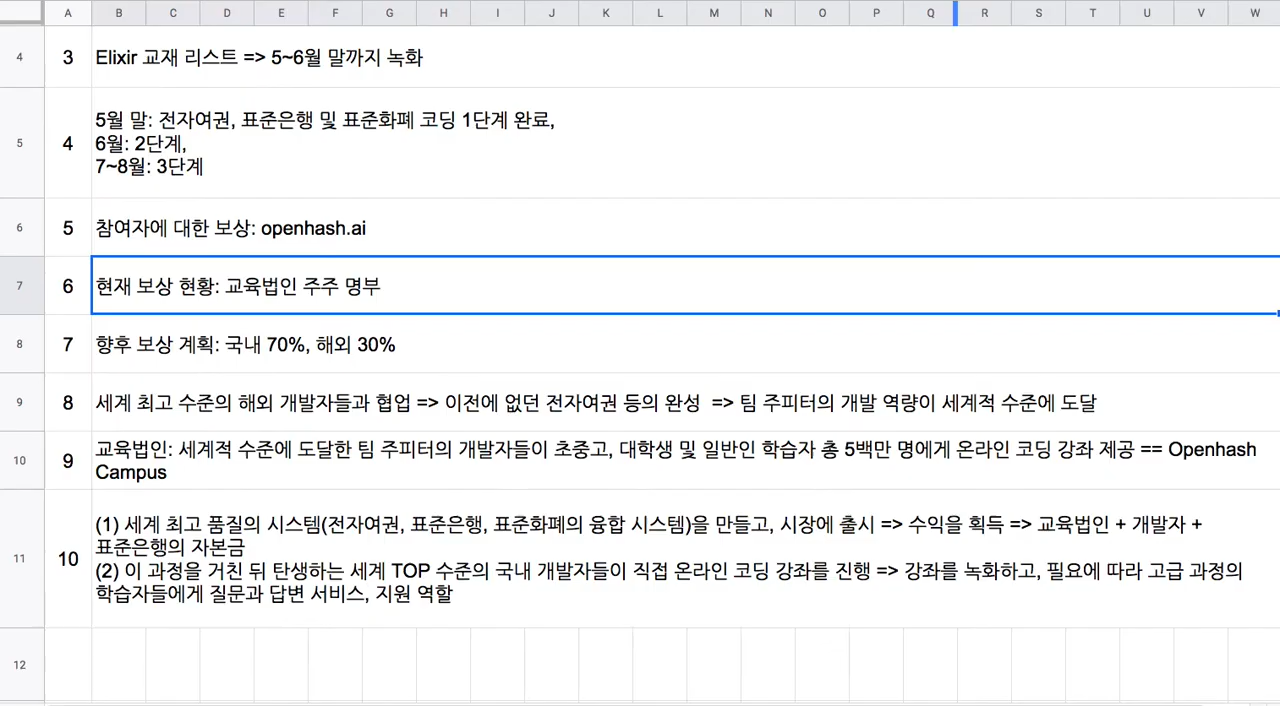 A B C D E F G H I J K L M N O P Q R S T U V W
4 3 Elixir 교재 리스트 => 5~6월 말까지 녹화
5 4 5월 말: 전자여권, 표준은행 및 표준화폐 코딩 1단계 완료,
6월: 2단계,
7~8월: 3단계
6 5 참여자에 대한 보상: openhash.ai
7 6 현재 보상 현황: 교육법인 주주 명부
8 7 향후 보상 계획: 국내 70%, 해외 30%
9 8 세계 최고 수준의 해외 개발자들과 협업 => 이전에 없던 전자여권 등의 완성 => 팀 주피터의 개발 역량이 세계적 수준에 도달
10 9 교육법인: 세계적 수준에 도달한 팀 주피터의 개발자들이 초중고, 대학생 및 일반인 학습자 총 5백만 명에게 온라인 코딩 강좌 제공 == Openhash
Campus
11 10 (1) 세계 최고 품질의 시스템(전자여권, 표준은행, 표준화폐의 융합 시스템)을 만들고, 시장에 출시 => 수익을 획득 => 교육법인 + 개발자 +
표준은행의 자본금
(2) 이 과정을 거친 뒤 탄생하는 세계 TOP 수준의 국내 개발자들이 직접 온라인 코딩 강좌를 진행 => 강좌를 녹화하고, 필요에 따라 고급 과정의
학습자들에게 질문과 답변 서비스, 지원 역할
12